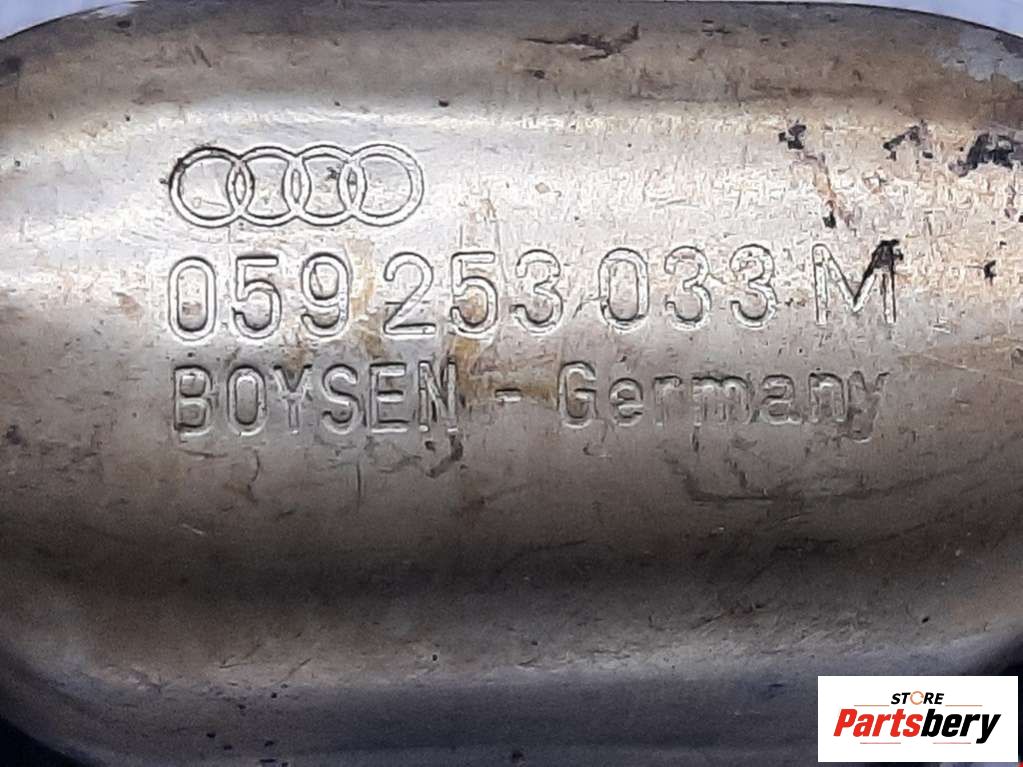 059 253 033 M
BOYSEN - Germany
STORE
Partsbery